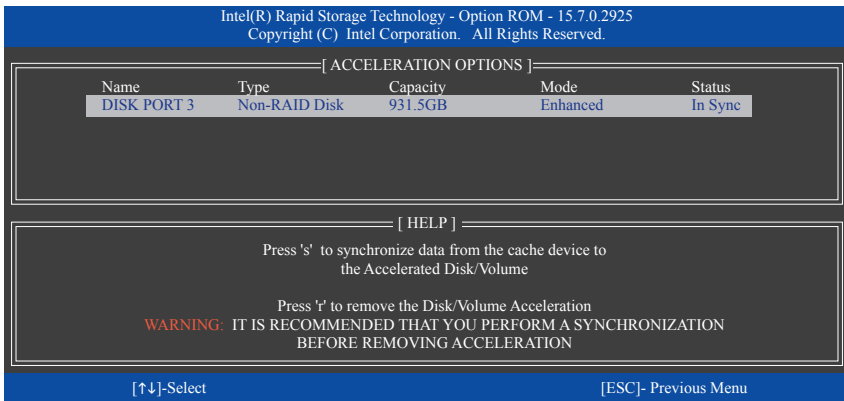 Intel(R) Rapid Storage Technology - Option ROM - 15.7.0.2925
Copyright (C) Intel Corporation. All Rights Reserved.
[ ACCELERATION OPTIONS ]
Name Type Capacity Mode Status
DISK PORT 3 Non-RAID Disk 931.5GB Enhanced In Sync
[ HELP ]
Press 's' to synchronize data from the cache device to
the Accelerated Disk/Volume
Press 'r' to remove the Disk/Volume Acceleration
WARNING: IT IS RECOMMENDED THAT YOU PERFORM A SYNCHRONIZATION
BEFORE REMOVING ACCELERATION
[↑↓]-Select [ESC]- Previous Menu